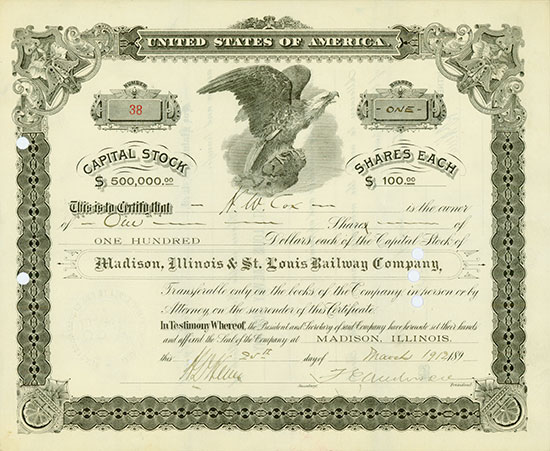 UNITED STATES OF AMERICA.
NUMBER
38
SHARES
-ONE-
CAPITAL STOCK
$ 500,000.00
SHARES EACH
$ 100.00
This is to Certify that H. W. Cox is the owner
of One Shares of
ONE HUNDRED Dollars each of the Capital Stock of
Madison, Illinois & St. Louis Railway Company,
Transferable only on the books of the Company in person or by
Attorney on the surrender of this Certificate.
In Testimony Whereof, the President and Secretary of said Company have hereunto set their hands
and affixed the Seal of the Company at MADISON, ILLINOIS.
this 25th day of March 1912 189
Secretary. President.